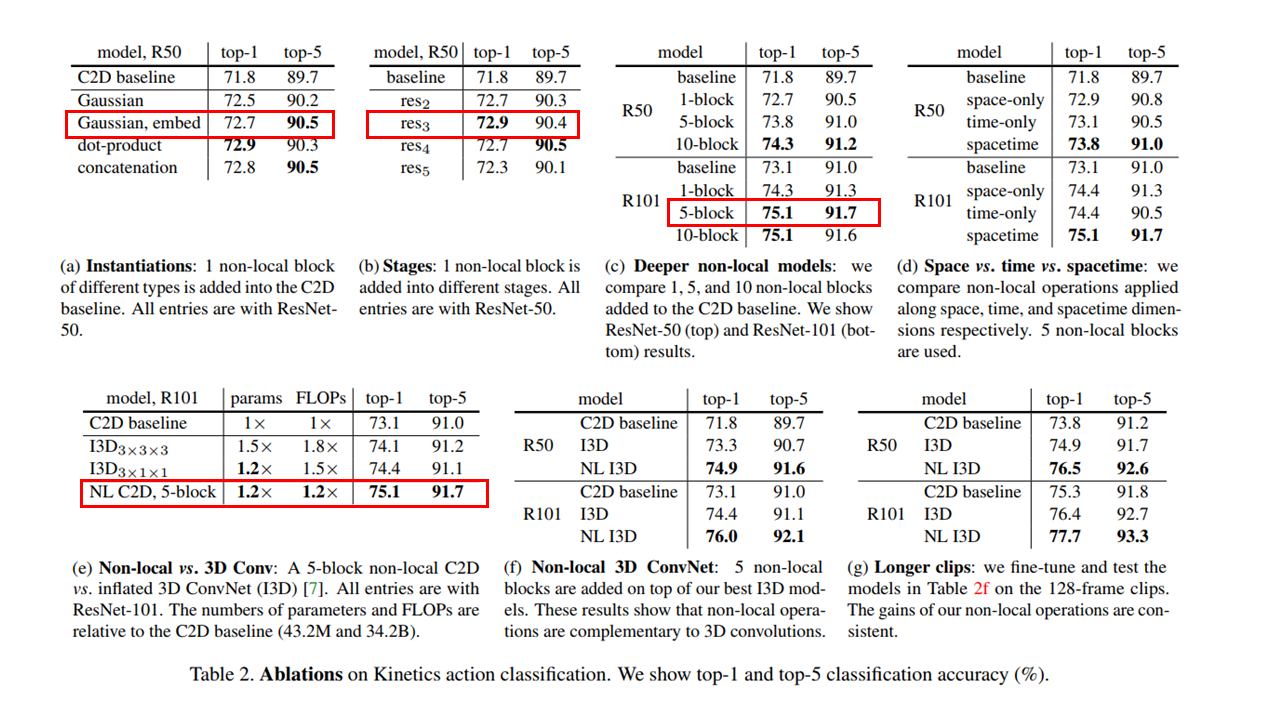 model, R50 top-1 top-5
C2D baseline 71.8 89.7
Gaussian 72.5 90.2
Gaussian, embed 72.7 90.5
dot-product 72.9 90.3
concatenation 72.8 90.5
(a) Instantiations: 1 non-local block
of different types is added into the C2D
baseline. All entries are with ResNet-
50.
model, R50 top-1 top-5
baseline 71.8 89.7
res2 72.7 90.3
res3 72.9 90.4
res4 72.7 90.5
res5 72.3 90.1
(b) Stages: 1 non-local block is
added into different stages. All
entries are with ResNet-50.
model top-1 top-5
baseline 71.8 89.7
R50 1-block 72.7 90.5
5-block 73.8 91.0
10-block 74.3 91.2
baseline 73.1 91.0
R101 1-block 74.3 91.3
5-block 75.1 91.7
10-block 75.1 91.6
(c) Deeper non-local models: we
compare 1, 5, and 10 non-local blocks
added to the C2D baseline. We show
ResNet-50 (top) and ResNet-101 (bot-
tom) results.
model top-1 top-5
baseline 71.8 89.7
R50 space-only 72.9 90.8
time-only 73.1 90.5
spacetime 73.8 91.0
baseline 73.1 91.0
R101 space-only 74.4 91.3
time-only 74.4 90.5
spacetime 75.1 91.7
(d) Space vs. time vs. spacetime: we
compare non-local operations applied
along space, time, and spacetime dimen-
sions respectively. 5 non-local blocks
are used.
model, R101 params FLOPs top-1 top-5
C2D baseline 1× 1× 73.1 91.0
I3D3×3×3 1.5× 1.8× 74.1 91.2
I3D3×1×1 1.2× 1.5× 74.4 91.1
NL C2D, 5-block 1.2× 1.2× 75.1 91.7
(e) Non-local vs. 3D Conv: A 5-block non-local C2D
vs. inflated 3D ConvNet (I3D) [7]. All entries are with
ResNet-101. The numbers of parameters and FLOPs are
relative to the C2D baseline (43.2M and 34.2B).
model top-1 top-5
C2D baseline 71.8 89.7
R50 I3D 73.3 90.7
NL I3D 74.9 91.6
C2D baseline 73.1 91.0
R101 I3D 74.4 91.1
NL I3D 76.0 92.1
(f) Non-local 3D ConvNet: 5 non-local
blocks are added on top of our best I3D mod-
els. These results show that non-local opera-
tions are complementary to 3D convolutions.
model top-1 top-5
C2D baseline 73.8 91.2
R50 I3D 74.9 91.7
NL I3D 76.5 92.6
C2D baseline 75.3 91.8
R101 I3D 76.4 92.7
NL I3D 77.7 93.3
(g) Longer clips: we fine-tune and test the
models in Table 2f on the 128-frame clips.
The gains of our non-local operations are con-
sistent.
Table 2. Ablations on Kinetics action classification. We show top-1 and top-5 classification accuracy (%).